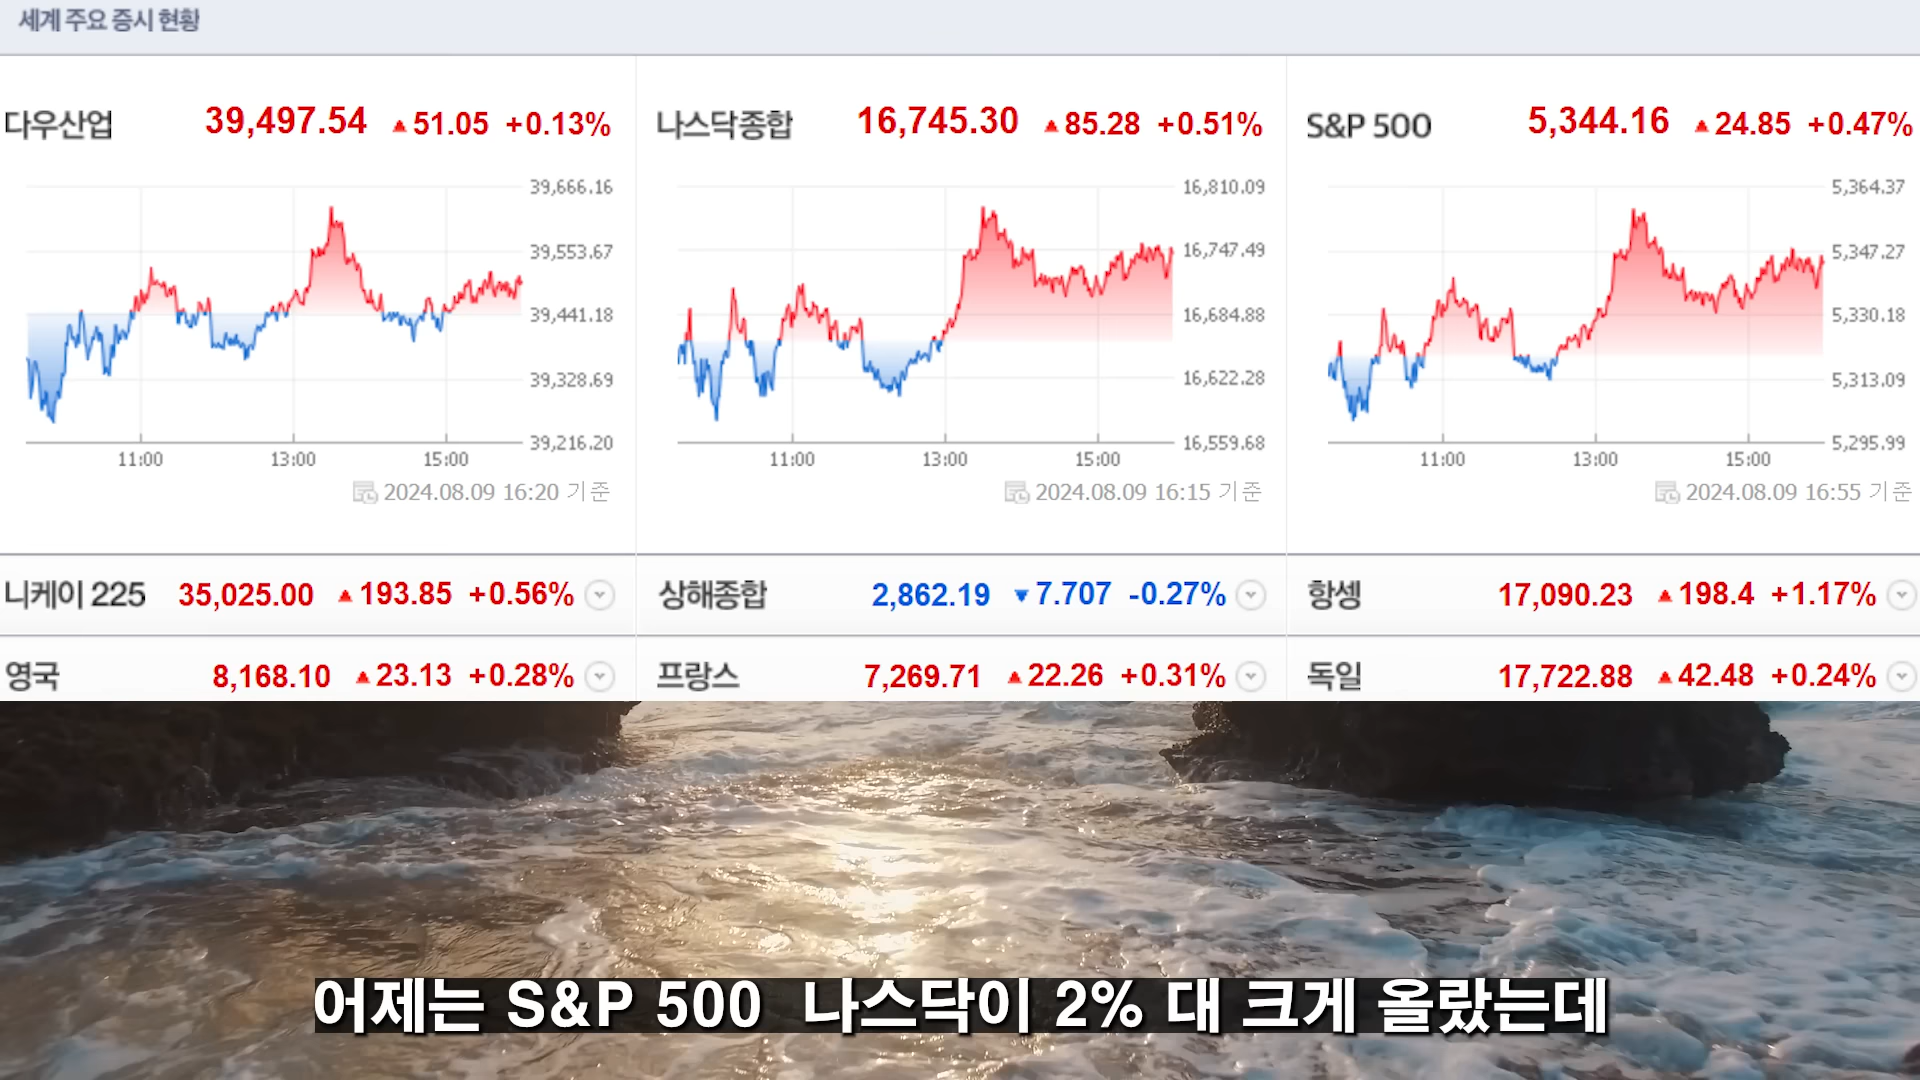 세계 주요 증시 현황
다우산업 39,497.54 ▲51.05 +0.13%
39,666.16
39,553.67
39,441.18
39,328.69
39,216.20
11:00 13:00 15:00
2024.08.09 16:20 기준
나스닥종합 16,745.30 ▲85.28 +0.51%
16,810.09
16,747.49
16,684.88
16,622.28
16,559.68
11:00 13:00 15:00
2024.08.09 16:15 기준
S&P 500 5,344.16 ▲24.85 +0.47%
5,364.37
5,347.27
5,330.18
5,313.09
5,295.99
11:00 13:00 15:00
2024.08.09 16:55 기준
니케이 225 35,025.00 ▲193.85 +0.56%
상해종합 2,862.19 ▼7.707 -0.27%
항셍 17,090.23 ▲198.4 +1.17%
영국 8,168.10 ▲23.13 +0.28%
프랑스 7,269.71 ▲22.26 +0.31%
독일 17,722.88 ▲42.48 +0.24%
어제는 S&P 500 나스닥이 2% 대 크게 올랐는데